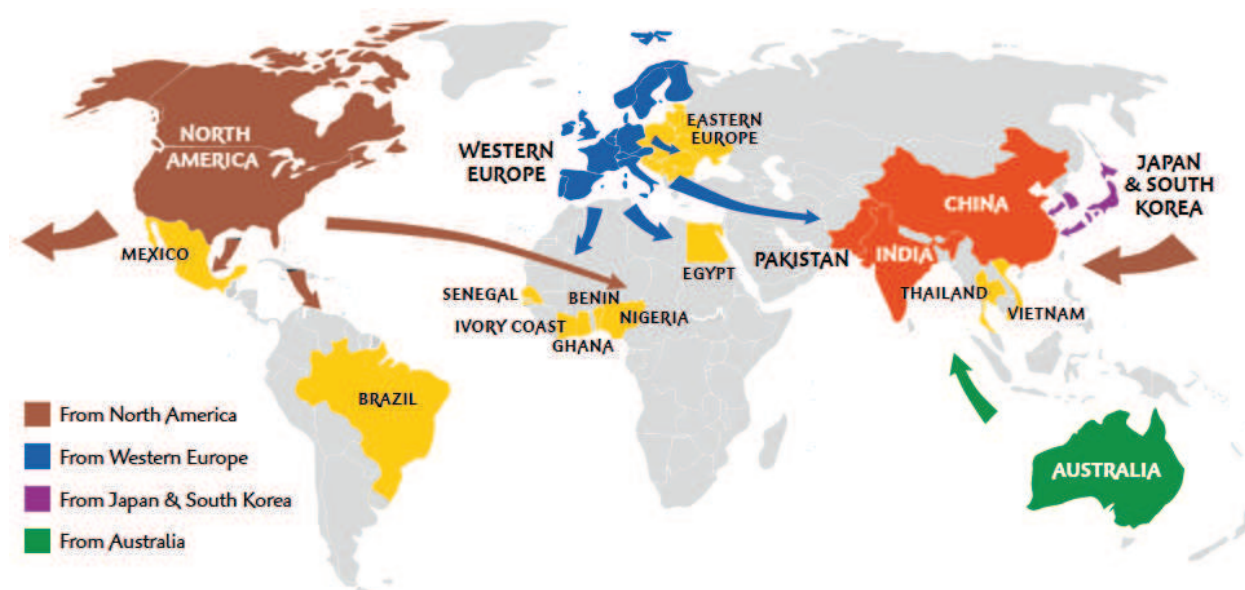 NORTH
AMERICA
WESTERN
EUROPE
EASTERN
EUROPE
JAPAN
& SOUTH
KOREA
CHINA
MEXICO
EGYPT
PAKISTAN
INDIA
SENEGAL
BENIN
THAILAND
IVORY COAST
NIGERIA
VIETNAM
GHANA
BRAZIL
AUSTRALIA
From North America
From Western Europe
From Japan & South Korea
From Australia